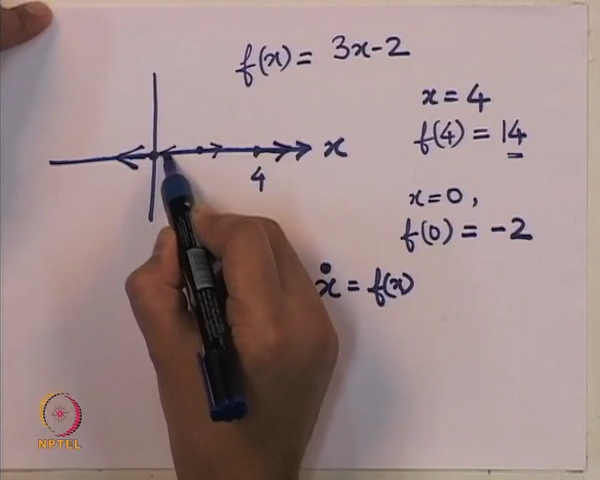 f(x) = 3x-2
x = 4
f(4) = 14
x
4
x=0,
f(0) = -2
ẋ = f(x)
NPTEL